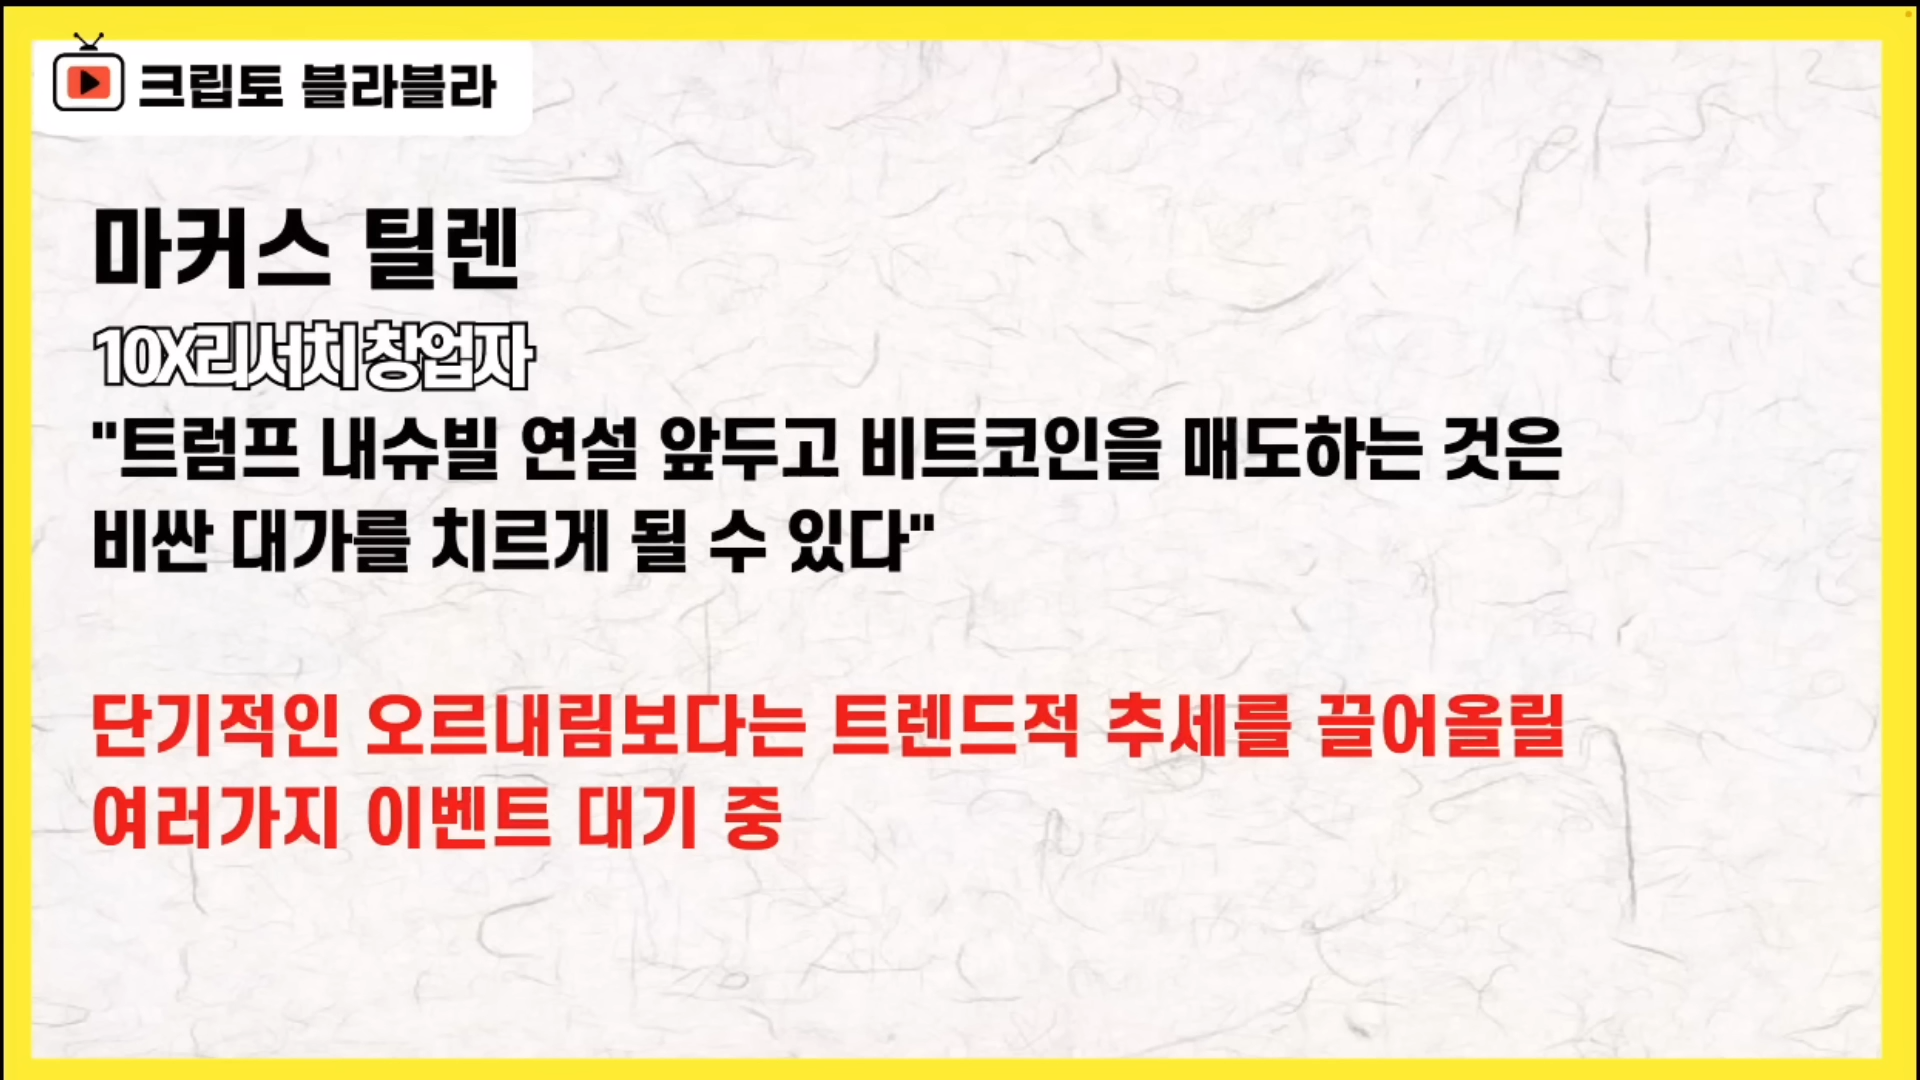 크립토 블라블라
마커스 틸렌
10X리서치 창업자
"트럼프 내슈빌 연설 앞두고 비트코인을 매도하는 것은
비싼 대가를 치르게 될 수 있다"
단기적인 오르내림보다는 트렌드적 추세를 끌어올릴
여러가지 이벤트 대기 중